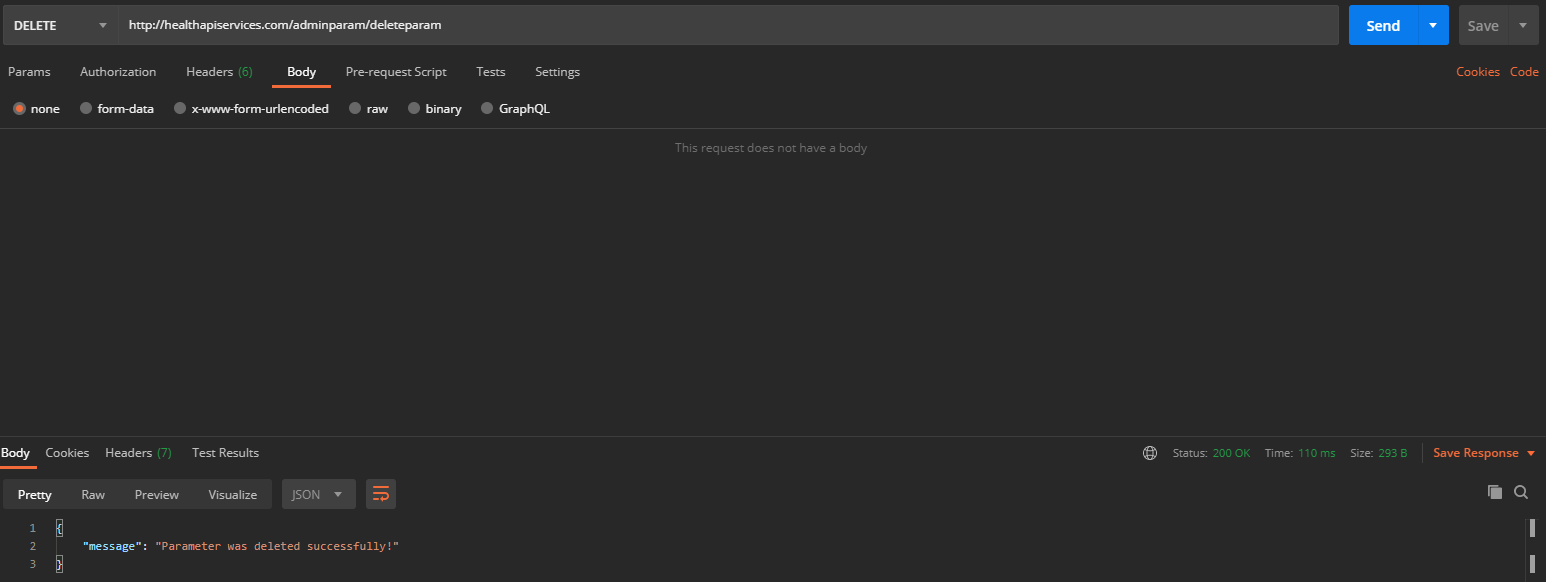 DELETE http://healthapiservices.com/adminparam/deleteparam Send Save
Params Authorization Headers (6) Body Pre-request Script Tests Settings Cookies Code
none form-data x-www-form-urlencoded raw binary GraphQL
This request does not have a body
Body Cookies Headers (7) Test Results Status: 200 OK Time: 110 ms Size: 293 B Save Response
Pretty Raw Preview Visualize JSON
1 {
2 "message": "Parameter was deleted successfully!"
3 }